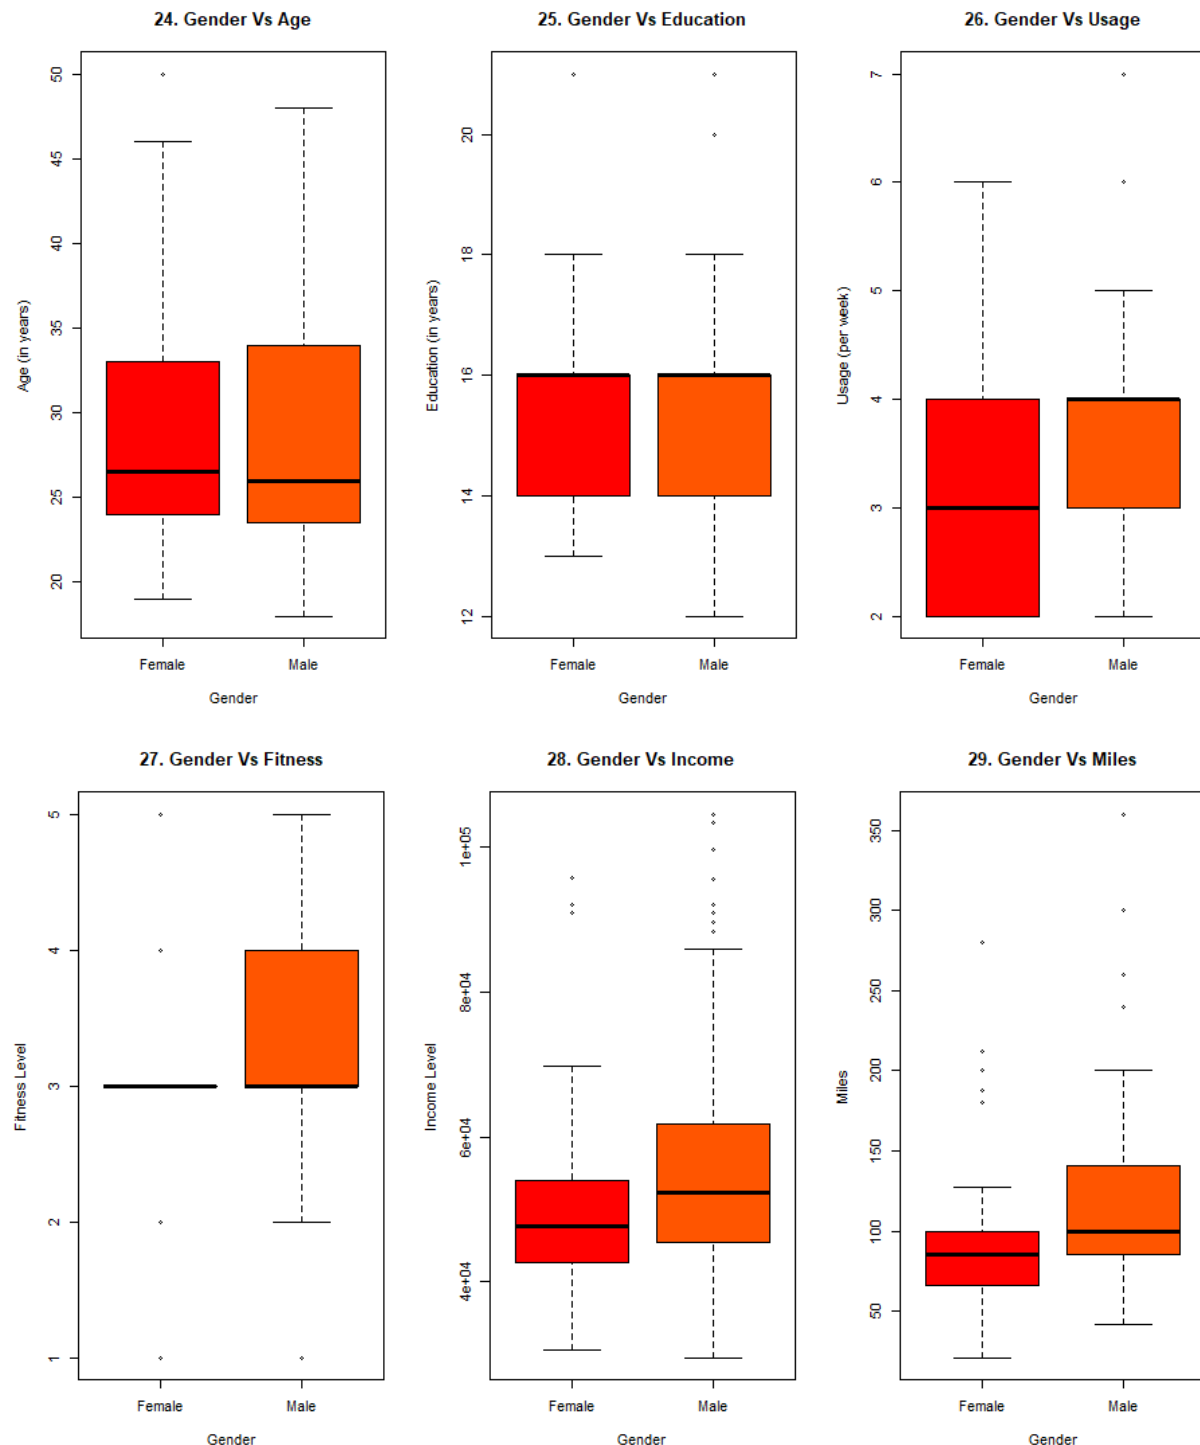 24. Gender Vs Age
25. Gender Vs Education
26. Gender Vs Usage
Age (in years)
50
45
40
35
30
25
20
Female
Male
Gender
Education (in years)
20
18
16
14
12
Female
Male
Gender
Usage (per week)
7
6
5
4
3
2
Female
Male
Gender
27. Gender Vs Fitness
28. Gender Vs Income
29. Gender Vs Miles
Fitness Level
5
4
3
2
1
Female
Male
Gender
Income Level
1e+05
8e+04
6e+04
4e+04
Female
Male
Gender
Miles
350
300
250
200
150
100
50
Female
Male
Gender